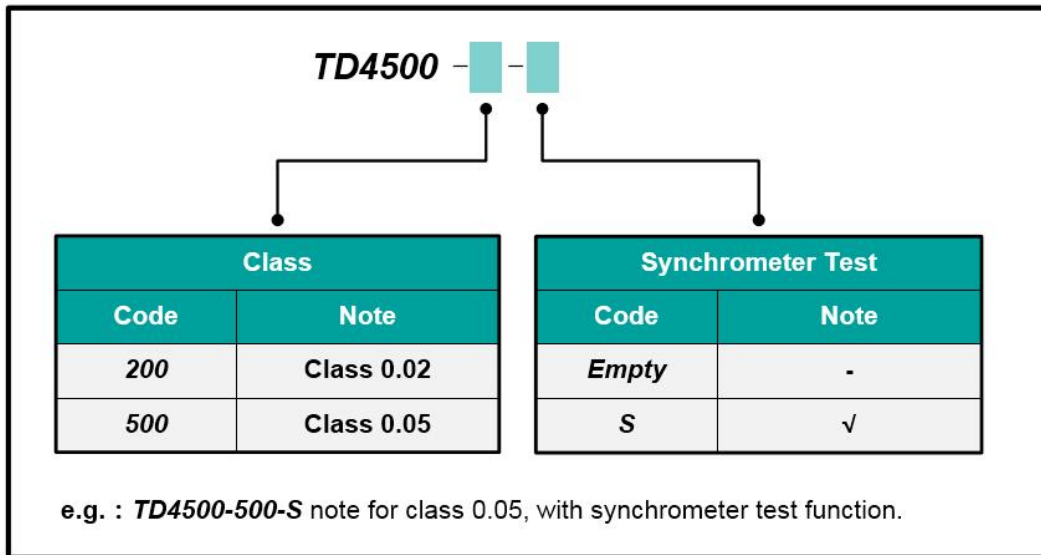 TD4500 - -
Class
Code Note
200 Class 0.02
500 Class 0.05
Synchrometer Test
Code Note
Empty -
S √
e.g. : TD4500-500-S note for class 0.05, with synchrometer test function.